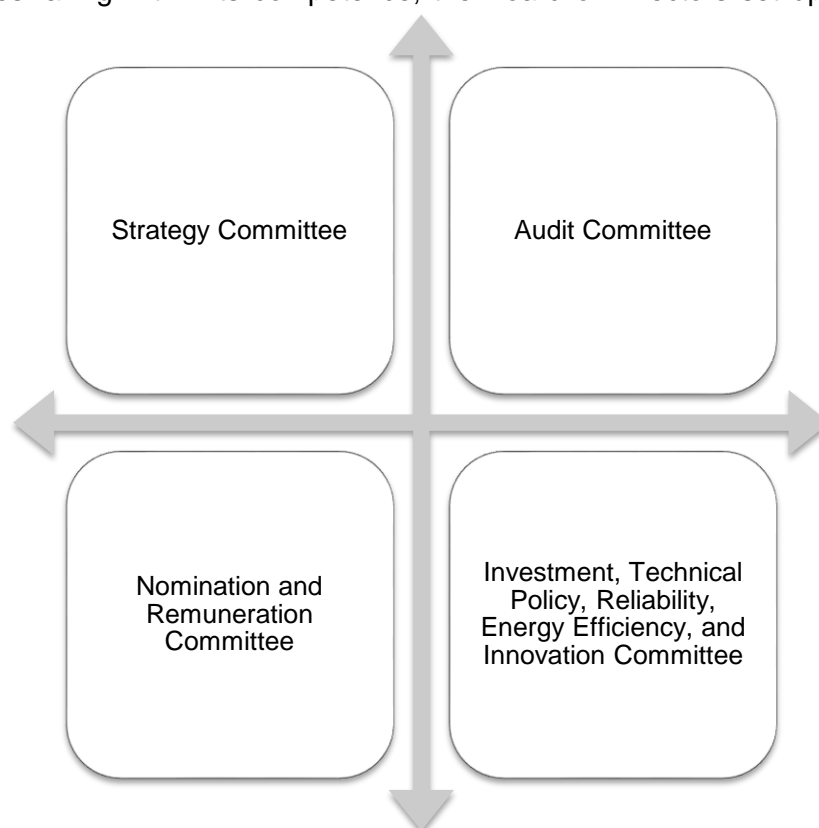 Strategy Committee
Audit Committee
Nomination and
Remuneration
Committee
Investment, Technical
Policy, Reliability,
Energy Efficiency, and
Innovation Committee